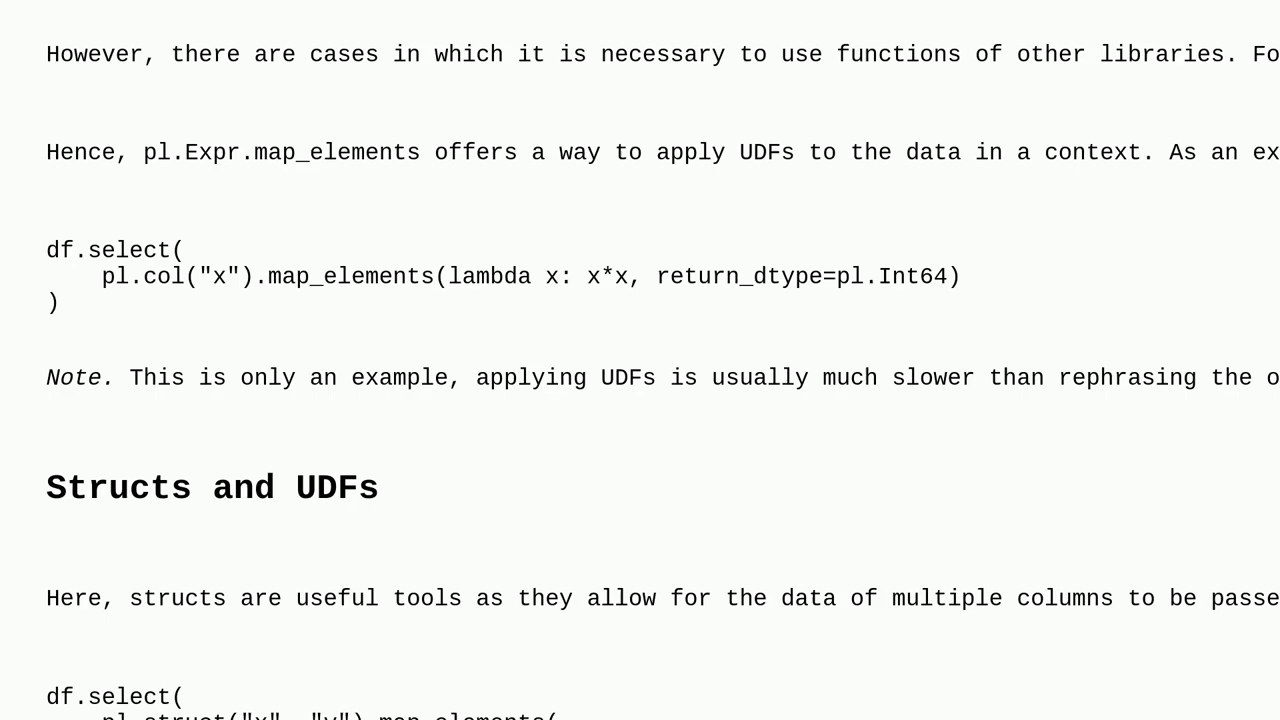 However, there are cases in which it is necessary to use functions of other libraries. Fo
Hence, pl.Expr.map_elements offers a way to apply UDFs to the data in a context. As an ex
df.select(
    pl.col("x").map_elements(lambda x: x*x, return_dtype=pl.Int64)
)
Note. This is only an example, applying UDFs is usually much slower than rephrasing the o
Structs and UDFs
Here, structs are useful tools as they allow for the data of multiple columns to be passe
df.select(
    pl.struct("x", "y").map_elements(